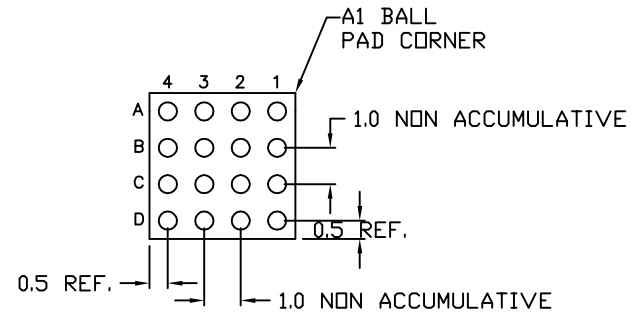 A1 BALL
PAD CORNER
4 3 2 1
A
B
1.0 NON ACCUMULATIVE
C
D
0.5 REF.
0.5 REF.
1.0 NON ACCUMULATIVE